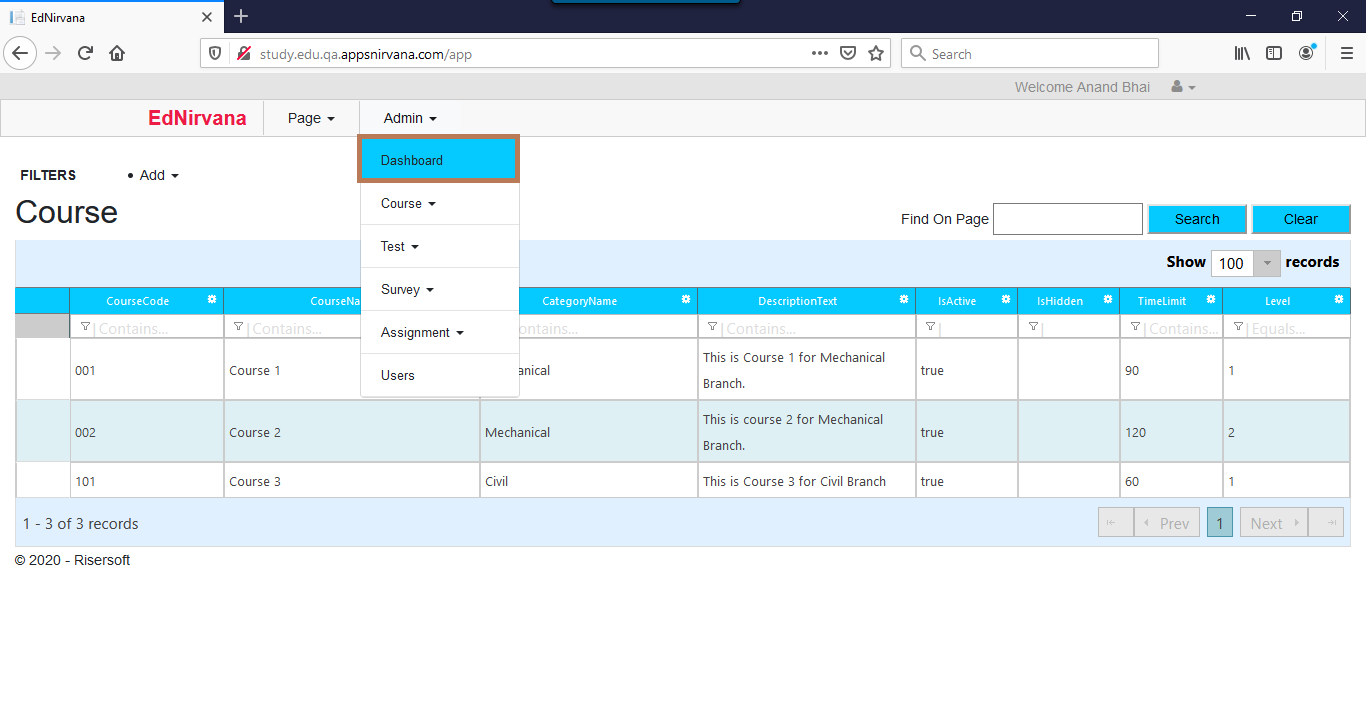 EdNirvana
study.edu.qa.appsnirvana.com/app
Search
Welcome Anand Bhai
EdNirvana Page Admin
Dashboard
Course
Test
Survey
Assignment
Users
FILTERS • Add
Course
Find On Page Search Clear
Show 100 records
CourseCode CourseNa CategoryName DescriptionText IsActive IsHidden TimeLimit Level
Contains... Contains... ontains... Contains... Contains... Equals...
001 Course 1 anical This is Course 1 for Mechanical Branch. true 90 1
002 Course 2 Mechanical This is course 2 for Mechanical Branch. true 120 2
101 Course 3 Civil This is Course 3 for Civil Branch true 60 1
1 - 3 of 3 records Prev 1 Next
© 2020 - Risersoft